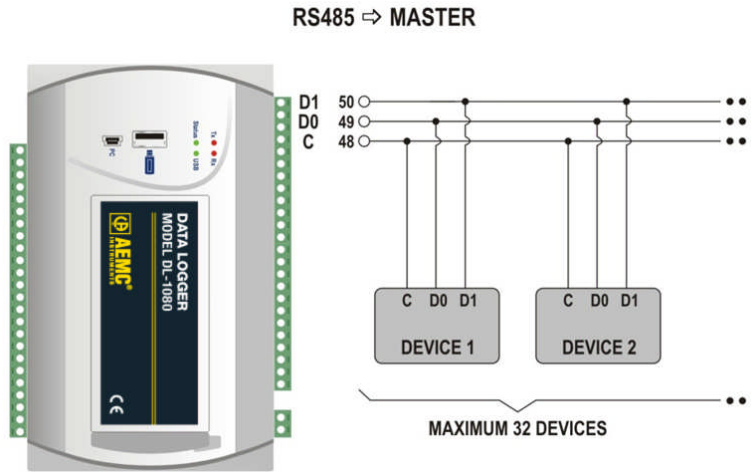 RS485 ⇨ MASTER
D1 50
D0 49
C 48
PC
Status
USB
Tx
Rx
DATA LOGGER
MODEL DL-1080
AEMC®
INSTRUMENTS
CE
C D0 D1
DEVICE 1
C D0 D1
DEVICE 2
MAXIMUM 32 DEVICES